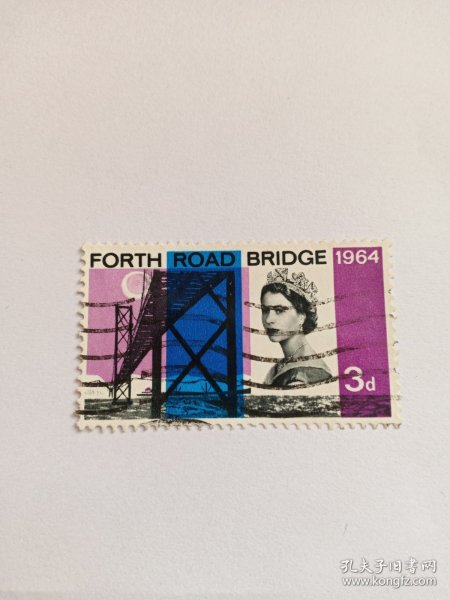 FORTH ROAD BRIDGE 1964
3d
孔夫子旧书网
www.kongfz.com